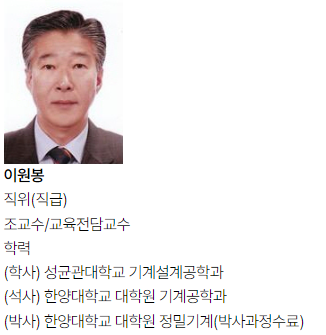 이원봉
직위(직급)
조교수/교육전담교수
학력
(학사) 성균관대학교 기계설계공학과
(석사) 한양대학교 대학원 기계공학과
(박사) 한양대학교 대학원 정밀기계(박사과정수료)